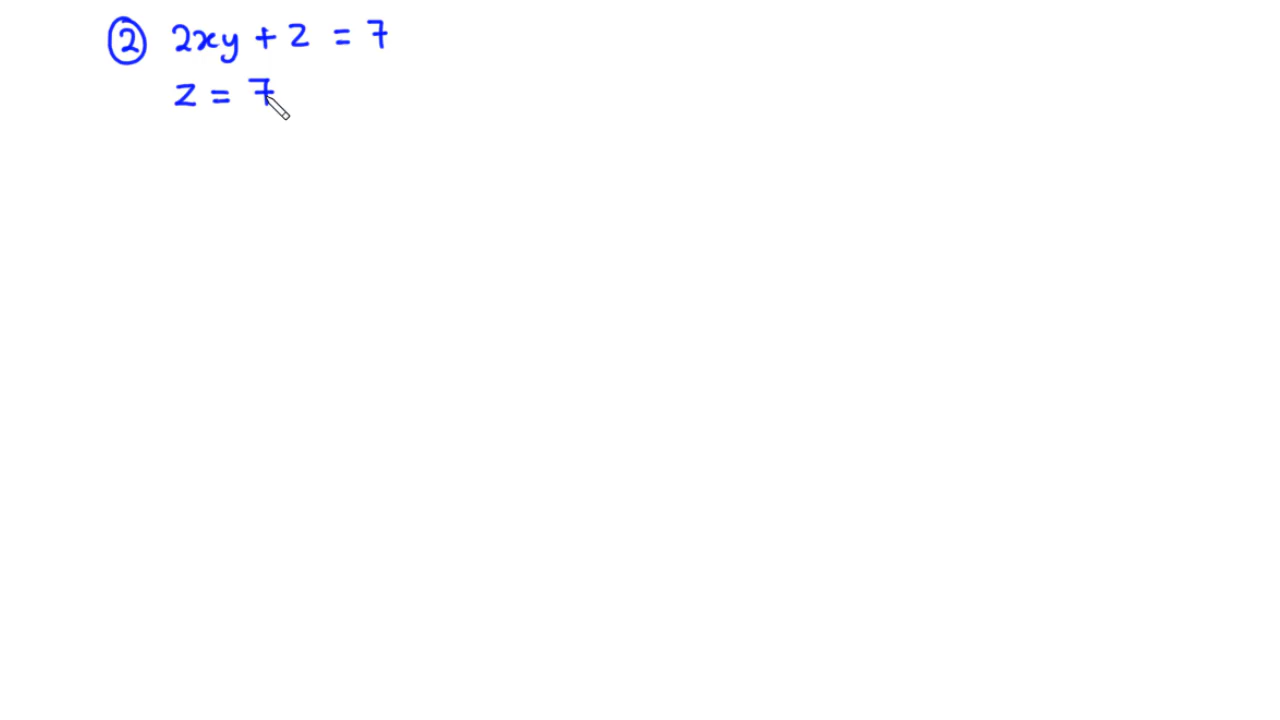 ② 2xy + z = 7
z = 7